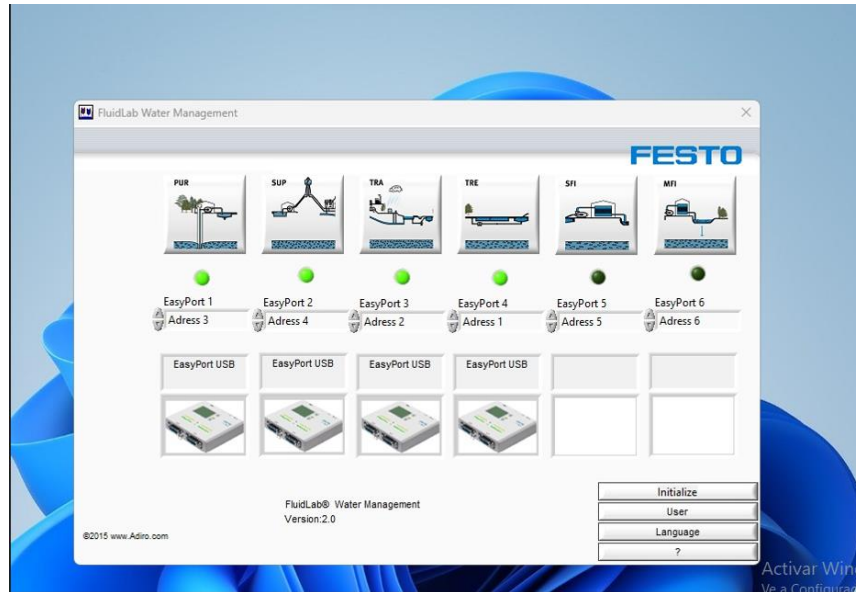 FluidLab Water Management
FESTO
PUR
SUP
TRA
TRE
SFI
MFI
EasyPort 1
EasyPort 2
EasyPort 3
EasyPort 4
EasyPort 5
EasyPort 6
Adress 3
Adress 4
Adress 2
Adress 1
Adress 5
Adress 6
EasyPort USB
EasyPort USB
EasyPort USB
EasyPort USB
Initialize
FluidLab® Water Management
User
Version:2.0
Language
©2015 www.Adiro.com
?
Activar Win
Ve a Configurac